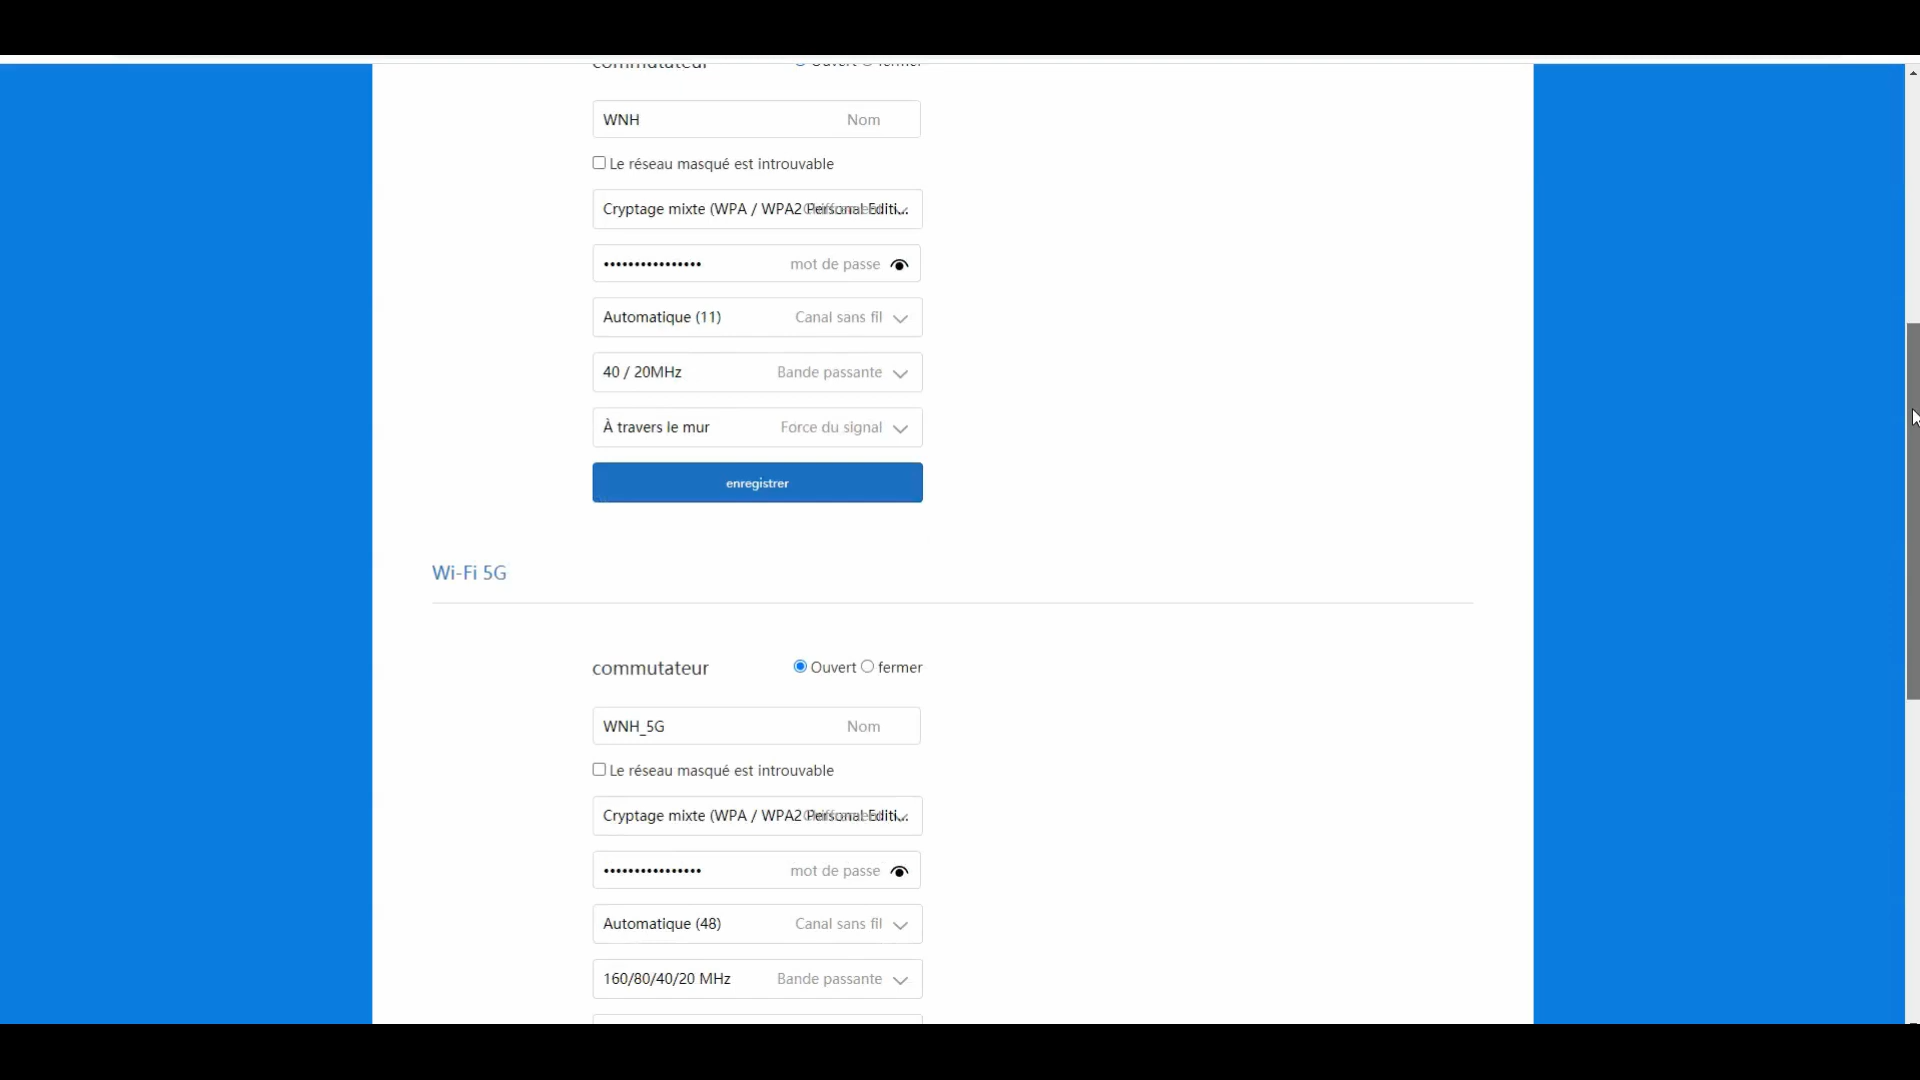 commutateur Ouvert fermer
WNH Nom
Le réseau masqué est introuvable
Cryptage mixte (WPA / WPA2 Personal Editi...
•••••••••••••••• mot de passe
Automatique (11) Canal sans fil
40 / 20MHz Bande passante
À travers le mur Force du signal
enregistrer
Wi-Fi 5G
commutateur Ouvert fermer
WNH_5G Nom
Le réseau masqué est introuvable
Cryptage mixte (WPA / WPA2 Personal Editi...
•••••••••••••••• mot de passe
Automatique (48) Canal sans fil
160/80/40/20 MHz Bande passante